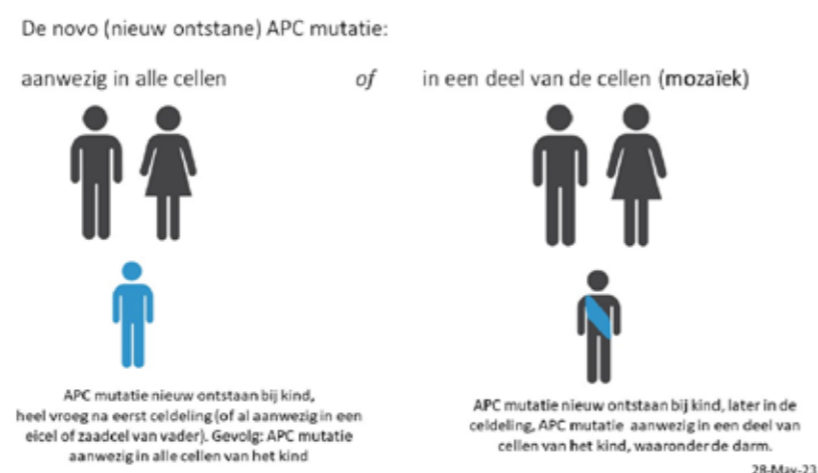 De novo (nieuw ontstane) APC mutatie:
aanwezig in alle cellen of in een deel van de cellen (mozaïek)
APC mutatie nieuw ontstaan bij kind,
heel vroeg na eerst celdeling (of al aanwezig in een
eicel of zaadcel van vader). Gevolg: APC mutatie
aanwezig in alle cellen van het kind
APC mutatie nieuw ontstaan bij kind, later in de
celdeling, APC mutatie aanwezig in een deel van
cellen van het kind, waaronder de darm.
28-May-23